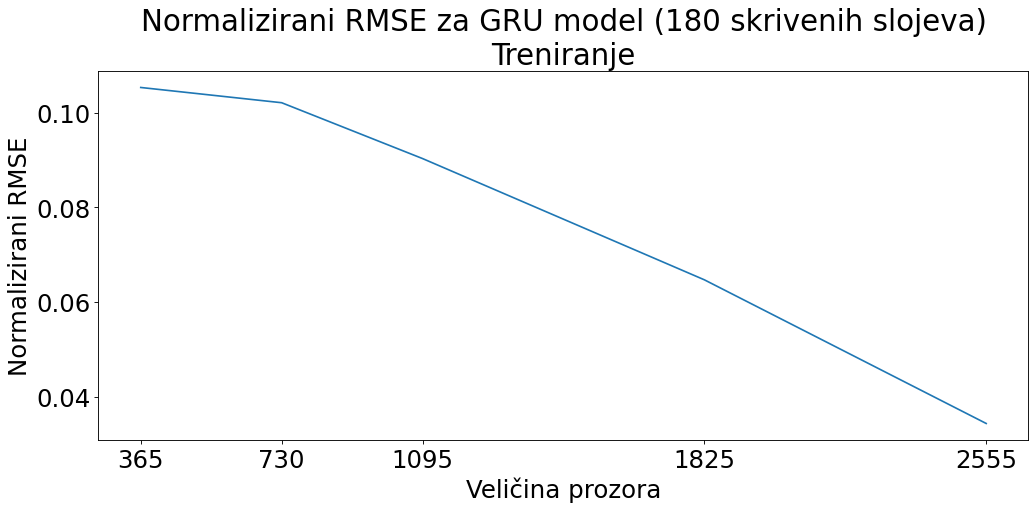 Normalizirani RMSE za GRU model (180 skrivenih slojeva)
Treniranje
Normalizirani RMSE
0.10
0.08
0.06
0.04
365 730 1095 1825 2555
Veličina prozora